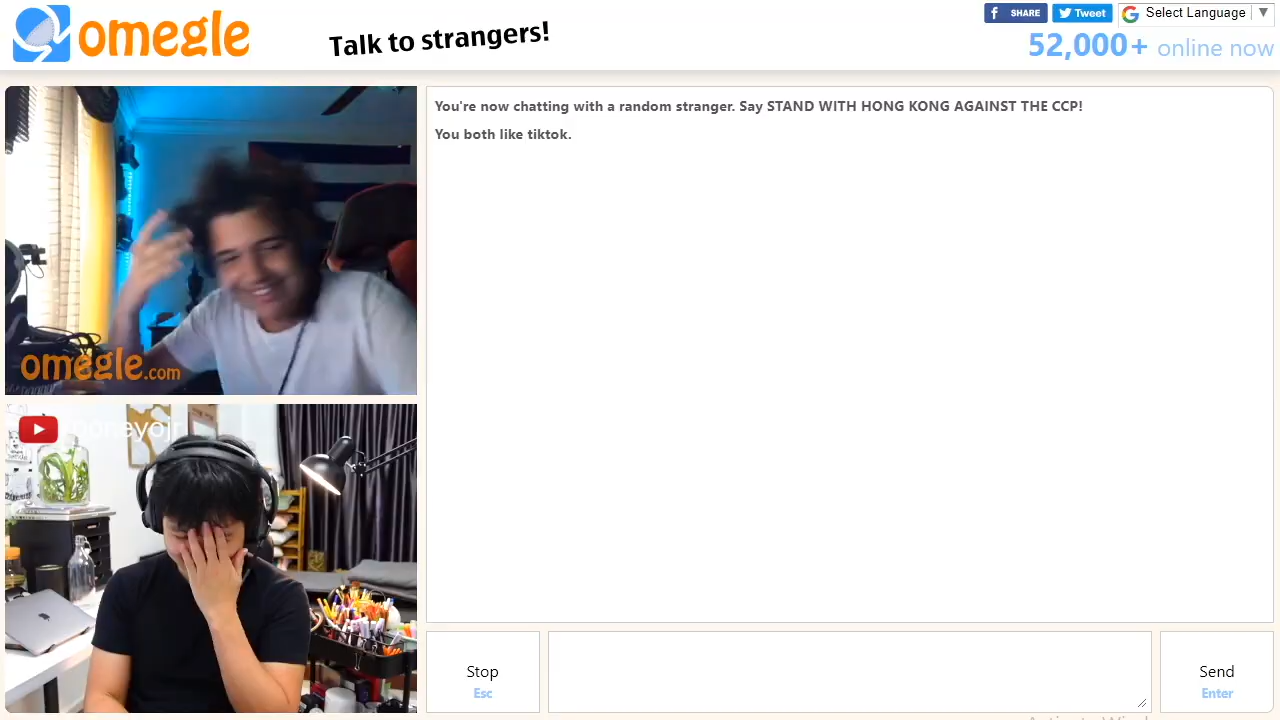 omegle
Talk to strangers!
SHARE
Tweet
Select Language
52,000+ online now
You're now chatting with a random stranger. Say STAND WITH HONG KONG AGAINST THE CCP!
You both like tiktok.
omegle.com
Stop
Esc
Send
Enter